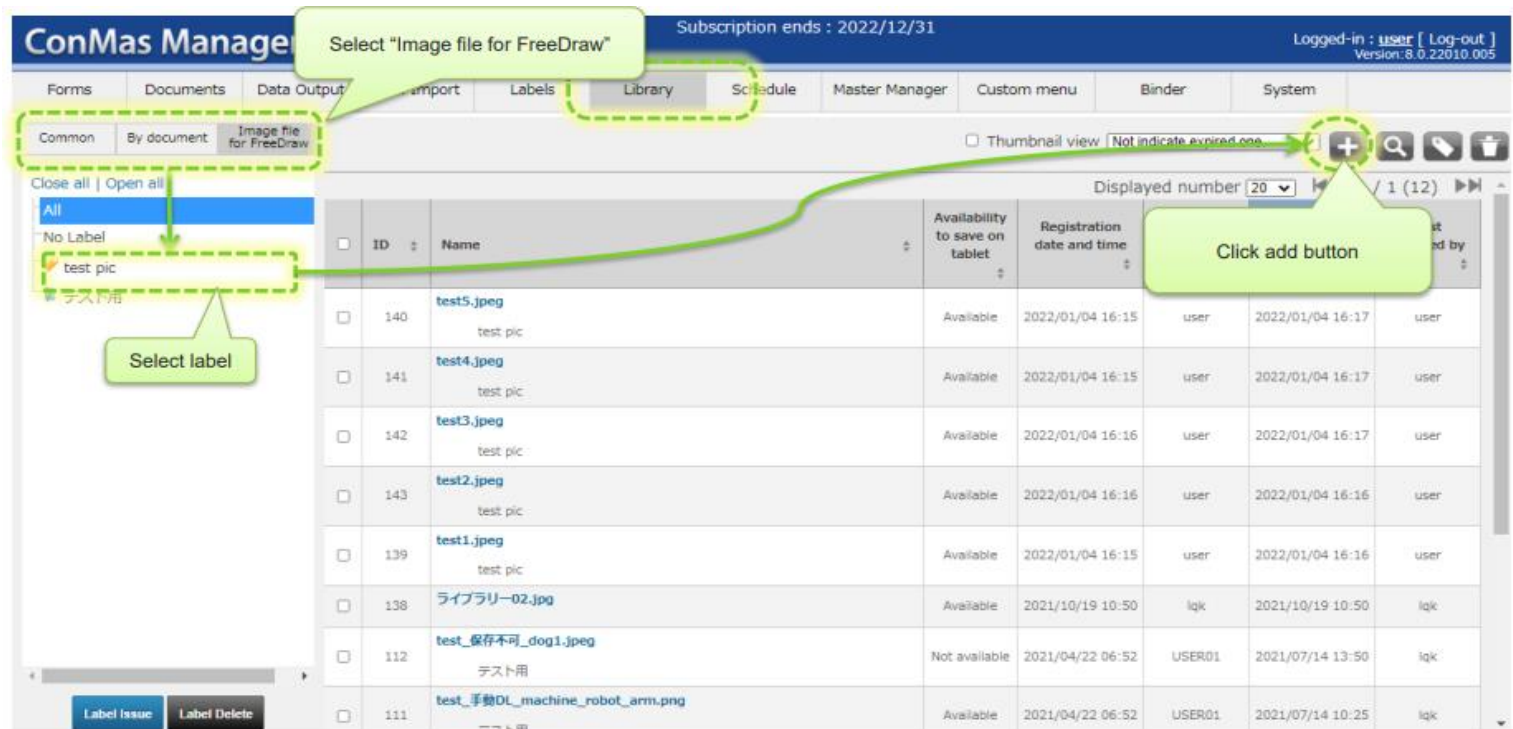 ConMas Manager
Select “Image file for FreeDraw”
Subscription ends : 2022/12/31
Logged-in : user [ Log-out ]
Version:8.0.22010.005
Forms Documents Data Output Import Labels Library Schedule Master Manager Custom menu Binder System
Common By document Image file for FreeDraw
Thumbnail view Not indicate expired one.
Close all | Open all
Displayed number 20 / 1 (12)
All
No Label
test pic
テスト用
Select label
Click add button
ID Name Availability to save on tablet Registration date and time
140 test5.jpeg Available 2022/01/04 16:15 user 2022/01/04 16:17 user
test pic
141 test4.jpeg Available 2022/01/04 16:15 user 2022/01/04 16:17 user
test pic
142 test3.jpeg Available 2022/01/04 16:16 user 2022/01/04 16:17 user
test pic
143 test2.jpeg Available 2022/01/04 16:16 user 2022/01/04 16:16 user
test pic
139 test1.jpeg Available 2022/01/04 16:15 user 2022/01/04 16:16 user
test pic
138 ライブラリー02.jpg Available 2021/10/19 10:50 lqk 2021/10/19 10:50 lqk
112 test_保存不可_dog1.jpeg Not available 2021/04/22 06:52 USER01 2021/07/14 13:50 lqk
テスト用
111 test_手動DL_machine_robot_arm.png Available 2021/04/22 06:52 USER01 2021/07/14 10:25 lqk
Label Issue Label Delete